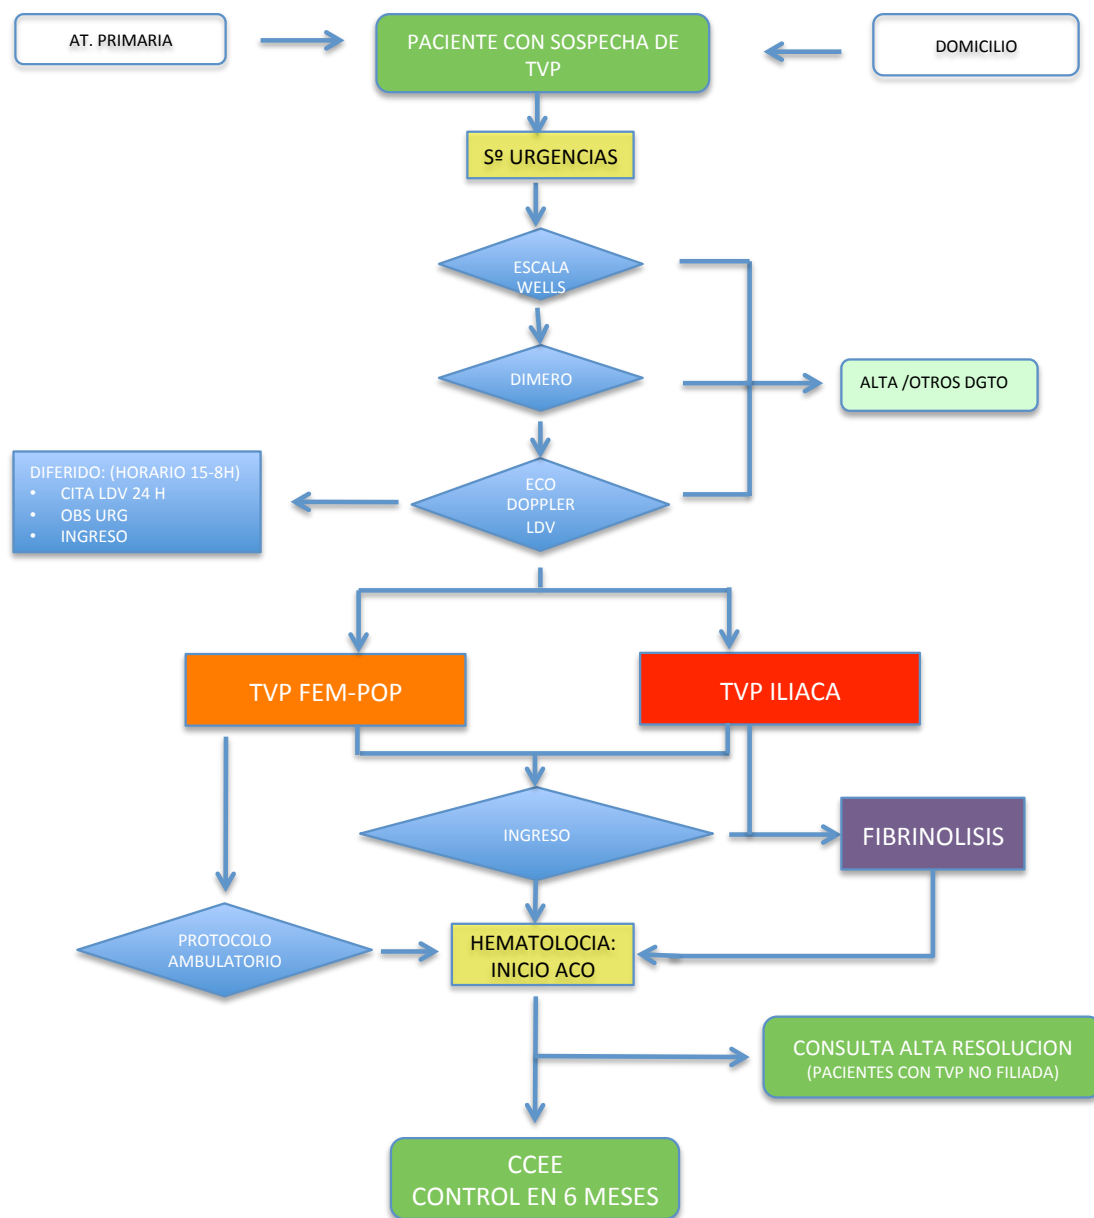 AT. PRIMARIA
PACIENTE CON SOSPECHA DE
TVP
DOMICILIO
Sº URGENCIAS
ESCALA
WELLS
DIMERO
ALTA /OTROS DGTO
DIFERIDO: (HORARIO 15-8H)
• CITA LDV 24 H
• OBS URG
• INGRESO
ECO
DOPPLER
LDV
TVP FEM-POP
TVP ILIACA
INGRESO
FIBRINOLISIS
PROTOCOLO
AMBULATORIO
HEMATOLOCIA:
INICIO ACO
CONSULTA ALTA RESOLUCION
(PACIENTES CON TVP NO FILIADA)
CCEE
CONTROL EN 6 MESES